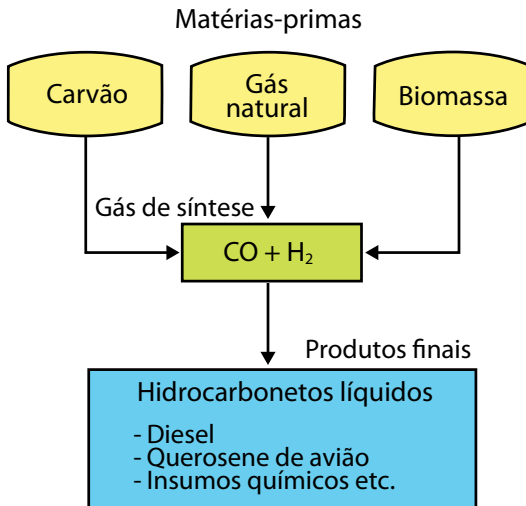 Matérias-primas
Carvão
Gás
natural
Biomassa
Gás de síntese
CO + H₂
Produtos finais
Hidrocarbonetos líquidos
- Diesel
- Querosene de avião
- Insumos químicos etc.